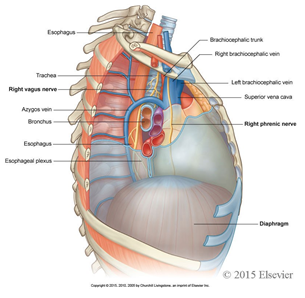 Esophagus
Brachiocephalic trunk
Right brachiocephalic vein
Trachea
Left brachiocephalic vein
Right vagus nerve
Superior vena cava
Azygos vein
Bronchus
Right phrenic nerve
Esophagus
Esophageal plexus
Diaphragm
© 2015 Elsevier
Copyright © 2015, 2010, 2005 by Churchill Livingstone, an imprint of Elsevier Inc.